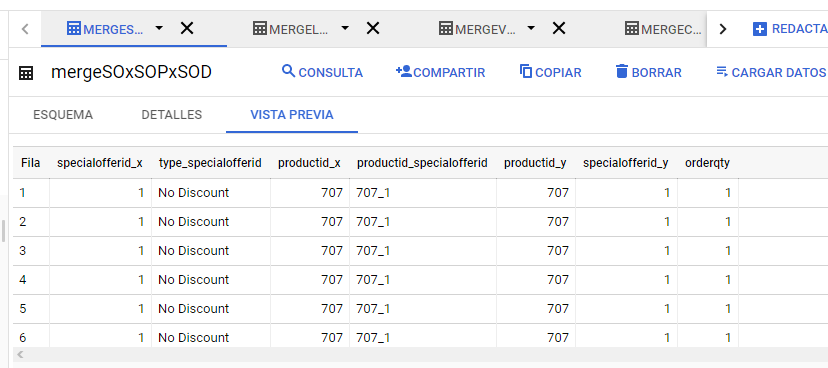 MERGES... MERGEL... MERGEV... MERGEC... REDACTA
mergeSOxSOPxSOD CONSULTA COMPARTIR COPIAR BORRAR CARGAR DATOS
ESQUEMA DETALLES VISTA PREVIA
Fila specialofferid_x type_specialofferid productid_x productid_specialofferid productid_y specialofferid_y orderqty
1 1 No Discount 707 707_1 707 1 1
2 1 No Discount 707 707_1 707 1 1
3 1 No Discount 707 707_1 707 1 1
4 1 No Discount 707 707_1 707 1 1
5 1 No Discount 707 707_1 707 1 1
6 1 No Discount 707 707_1 707 1 1